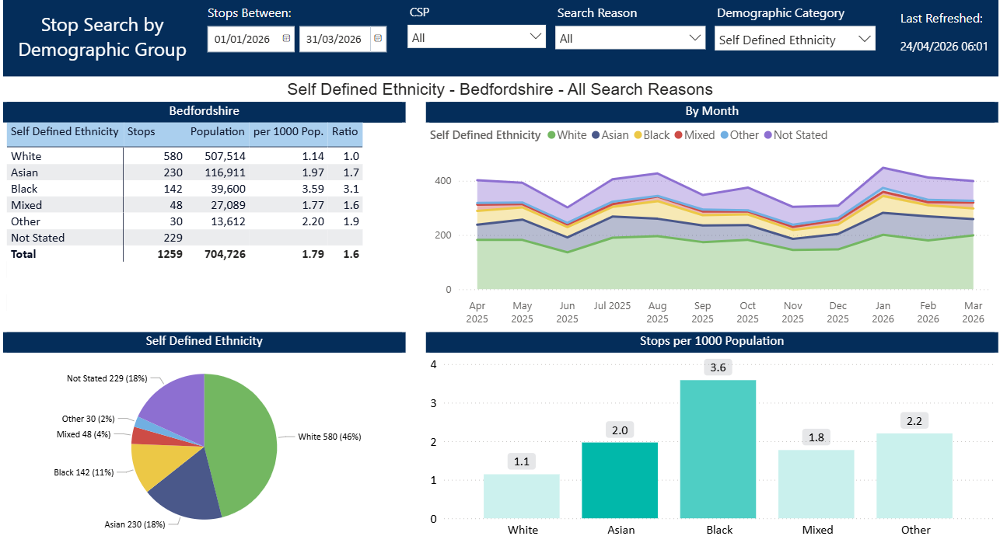 Stop Search by
Demographic Group
Stops Between:
01/01/2026
31/03/2026
CSP
All
Search Reason
All
Demographic Category
Self Defined Ethnicity
Last Refreshed:
24/04/2026 06:01
Self Defined Ethnicity - Bedfordshire - All Search Reasons
Bedfordshire
Self Defined Ethnicity Stops Population per 1000 Pop. Ratio
White 580 507,514 1.14 1.0
Asian 230 116,911 1.97 1.7
Black 142 39,600 3.59 3.1
Mixed 48 27,089 1.77 1.6
Other 30 13,612 2.20 1.9
Not Stated 229
Total 1259 704,726 1.79 1.6
By Month
Self Defined Ethnicity White Asian Black Mixed Other Not Stated
400
200
0
Apr 2025
May 2025
Jun 2025
Jul 2025
Aug 2025
Sep 2025
Oct 2025
Nov 2025
Dec 2025
Jan 2026
Feb 2026
Mar 2026
Self Defined Ethnicity
Not Stated 229 (18%)
Other 30 (2%)
Mixed 48 (4%)
White 580 (46%)
Black 142 (11%)
Asian 230 (18%)
Stops per 1000 Population
4
3
2
1
0
1.1
2.0
3.6
1.8
2.2
White
Asian
Black
Mixed
Other